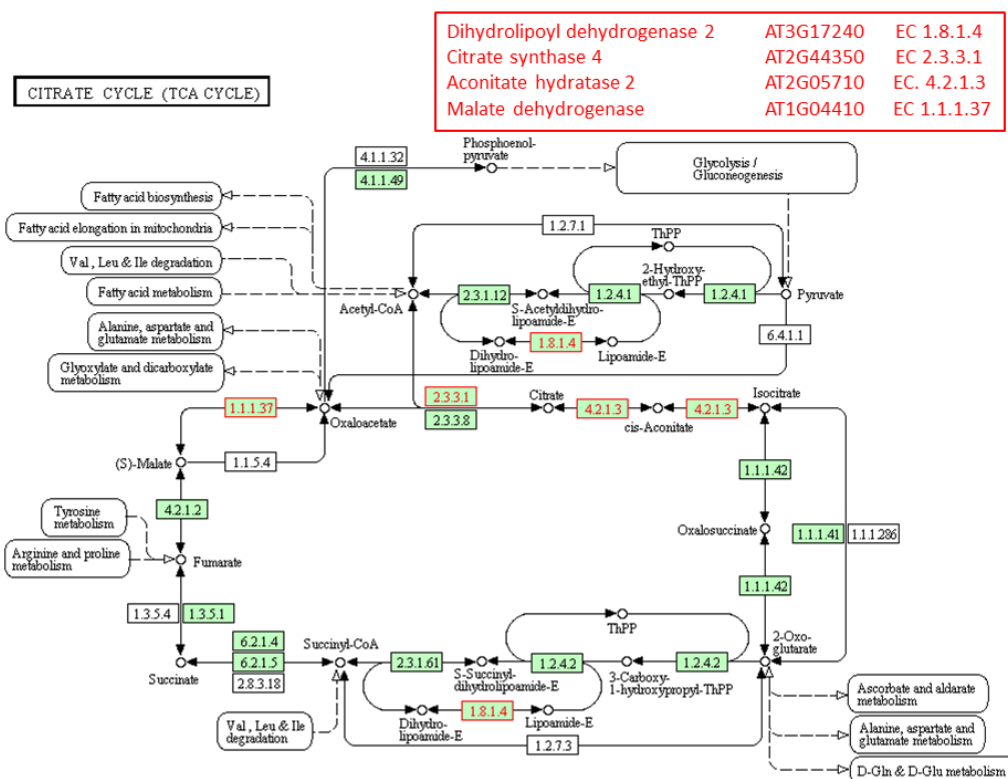 Dihydrolipoyl dehydrogenase 2 AT3G17240 EC 1.8.1.4
Citrate synthase 4 AT2G44350 EC 2.3.3.1
Aconitate hydratase 2 AT2G05710 EC. 4.2.1.3
Malate dehydrogenase AT1G04410 EC 1.1.1.37
CITRATE CYCLE (TCA CYCLE)
Phosphoenol-
pyruvate
4.1.1.32
4.1.1.49
Glycolysis /
Gluconeogenesis
Fatty acid biosynthesis
Fatty acid elongation in mitochondria
Val, Leu & Ile degradation
Fatty acid metabolism
1.2.7.1
ThPP
2-Hydroxy-
ethyl-ThPP
Acetyl-CoA
2.3.1.12
S-Acetyldihydro-
lipoamide-E
1.2.4.1
1.2.4.1
Pyruvate
Alanine, aspartate and
glutamate metabolism
Dihydro-
lipoamide-E
1.8.1.4
Lipoamide-E
6.4.1.1
Glyoxylate and dicarboxylate
metabolism
1.1.1.37
Oxaloacetate
2.3.3.1
2.3.3.8
Citrate
4.2.1.3
cis-Aconitate
4.2.1.3
Isocitrate
(S)-Malate
1.1.5.4
1.1.1.42
4.2.1.2
Tyrosine
metabolism
Arginine and proline
metabolism
Fumarate
Oxalosuccinate
1.1.1.41
1.1.1.286
1.1.1.42
1.3.5.4
1.3.5.1
ThPP
6.2.1.4
6.2.1.5
2.8.3.18
Succinate
Succinyl-CoA
2.3.1.61
S-Succinyl-
dihydrolipoamide-E
1.2.4.2
3-Carboxy-
1-hydroxypropyl-ThPP
1.2.4.2
2-Oxo-
glutarate
Val, Leu & Ile
degradation
Dihydro-
lipoamide-E
1.8.1.4
Lipoamide-E
1.2.7.3
Ascorbate and aldarate
metabolism
Alanine, aspartate and
glutamate metabolism
D-Gln & D-Glu metabolism